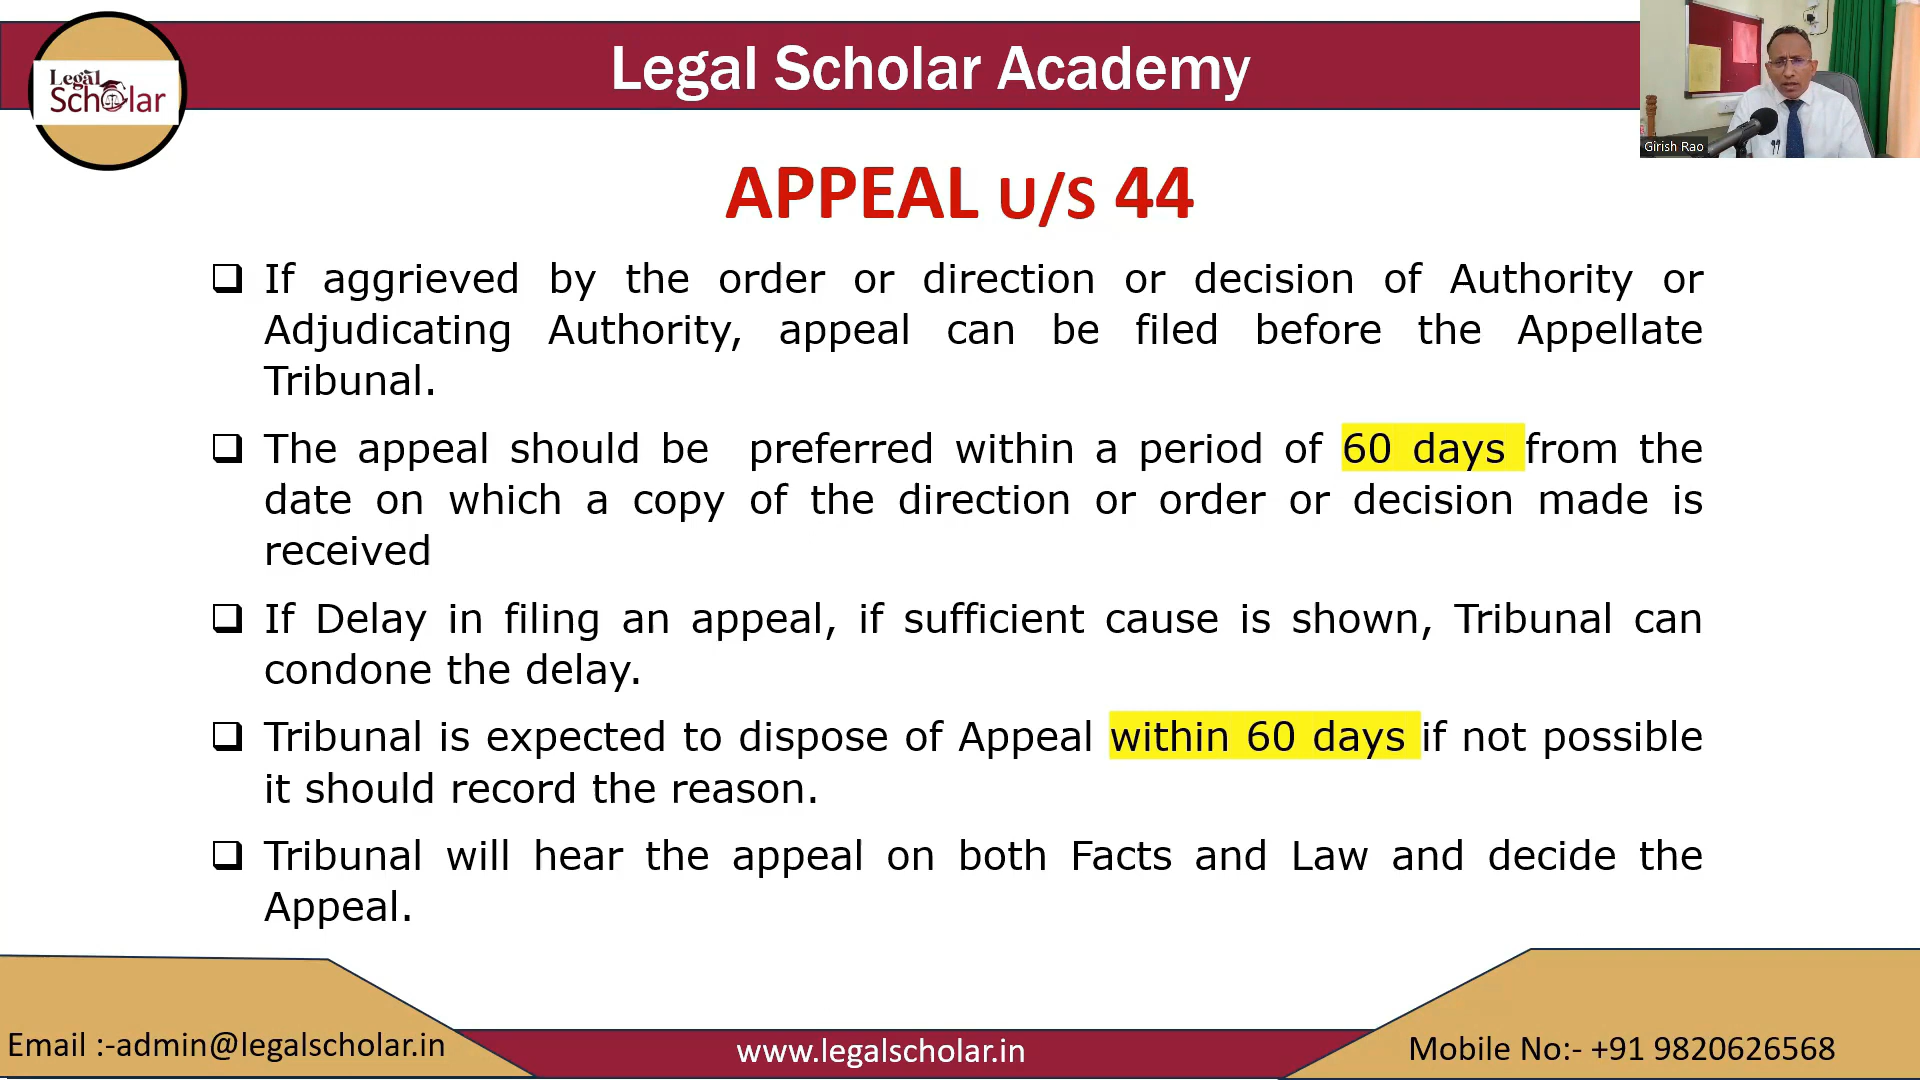 Legal Scholar Academy
Legal
Scholar
Girish Rao
APPEAL U/S 44
If aggrieved by the order or direction or decision of Authority or
Adjudicating Authority, appeal can be filed before the Appellate
Tribunal.
The appeal should be preferred within a period of 60 days from the
date on which a copy of the direction or order or decision made is
received
If Delay in filing an appeal, if sufficient cause is shown, Tribunal can
condone the delay.
Tribunal is expected to dispose of Appeal within 60 days if not possible
it should record the reason.
Tribunal will hear the appeal on both Facts and Law and decide the
Appeal.
Email :-admin@legalscholar.in
www.legalscholar.in
Mobile No:- +91 9820626568